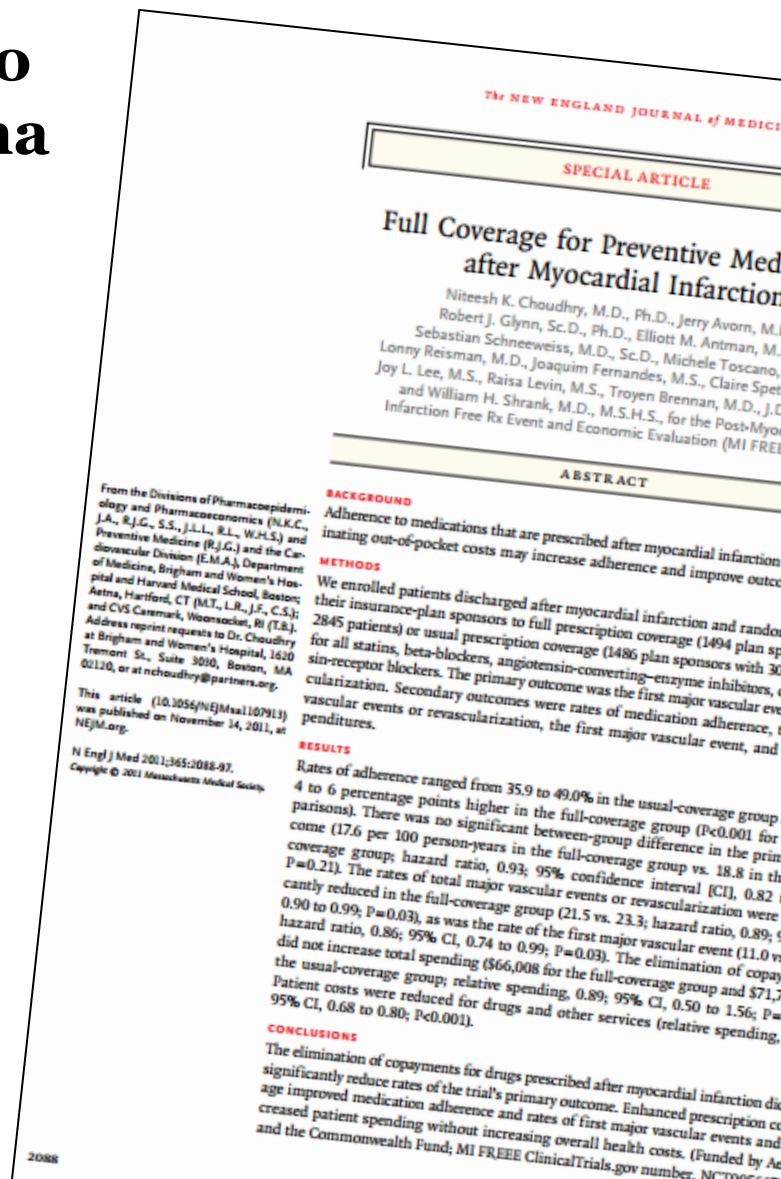 o
na
The NEW ENGLAND JOURNAL of MEDICI
SPECIAL ARTICLE
Full Coverage for Preventive Med
after Myocardial Infarction
Niteesh K. Choudhry, M.D., Ph.D., Jerry Avorn, M.
Robert J. Glynn, Sc.D., Ph.D., Elliott M. Antman, M.
Sebastian Schneeweiss, M.D., Sc.D., Michele Toscano,
Lonny Reisman, M.D., Joaquim Fernandes, M.S., Claire Spet
Joy L. Lee, M.S., Raisa Levin, M.S., Troyen Brennan, M.D., J.D
and William H. Shrank, M.D., M.S.H.S., for the Post-Myo
Infarction Free Rx Event and Economic Evaluation (MI FREE
ABSTRACT
From the Divisions of Pharmacoepidemi-
ology and Pharmacoeconomics (N.K.C.,
J.A., R.J.G., S.S., J.L.L., R.L., W.H.S.) and
Preventive Medicine (R.J.G.) and the Car-
diovascular Division (E.M.A.), Department
of Medicine, Brigham and Women's Hos-
pital and Harvard Medical School, Boston;
Aetna, Hartford, CT (M.T., L.R., J.F., C.S.);
and CVS Caremark, Woonsocket, RI (T.B.).
Address reprint requests to Dr. Choudhry
at Brigham and Women's Hospital, 1620
Tremont St., Suite 3030, Boston, MA
02120, or at nchoudhry@partners.org.
This article (10.1056/NEJMsa1107913)
was published on November 14, 2011, at
NEJM.org.
N Engl J Med 2011;365:2088-97.
Copyright © 2011 Massachusetts Medical Society.
BACKGROUND
Adherence to medications that are prescribed after myocardial infarction
inating out-of-pocket costs may increase adherence and improve outco
METHODS
We enrolled patients discharged after myocardial infarction and rando
their insurance-plan sponsors to full prescription coverage (1494 plan sp
2845 patients) or usual prescription coverage (1486 plan sponsors with 30
for all statins, beta-blockers, angiotensin-converting–enzyme inhibitors,
sin-receptor blockers. The primary outcome was the first major vascular eve
cularization. Secondary outcomes were rates of medication adherence, t
vascular events or revascularization, the first major vascular event, and
penditures.
RESULTS
Rates of adherence ranged from 35.9 to 49.0% in the usual-coverage group
4 to 6 percentage points higher in the full-coverage group (P<0.001 for
parisons). There was no significant between-group difference in the prim
come (17.6 per 100 person-years in the full-coverage group vs. 18.8 in th
coverage group; hazard ratio, 0.93; 95% confidence interval [CI], 0.82
P=0.21). The rates of total major vascular events or revascularization were
cantly reduced in the full-coverage group (21.5 vs. 23.3; hazard ratio, 0.89; 9
0.90 to 0.99; P=0.03), as was the rate of the first major vascular event (11.0 vs
hazard ratio, 0.86; 95% CI, 0.74 to 0.99; P=0.03). The elimination of copay
did not increase total spending ($66,008 for the full-coverage group and $71,7
the usual-coverage group; relative spending, 0.89; 95% CI, 0.50 to 1.56; P=
Patient costs were reduced for drugs and other services (relative spending,
95% CI, 0.68 to 0.80; P<0.001).
CONCLUSIONS
The elimination of copayments for drugs prescribed after myocardial infarction did
significantly reduce rates of the trial's primary outcome. Enhanced prescription co
age improved medication adherence and rates of first major vascular events and
creased patient spending without increasing overall health costs. (Funded by Ae
and the Commonwealth Fund; MI FREEE ClinicalTrials.gov number,
2088